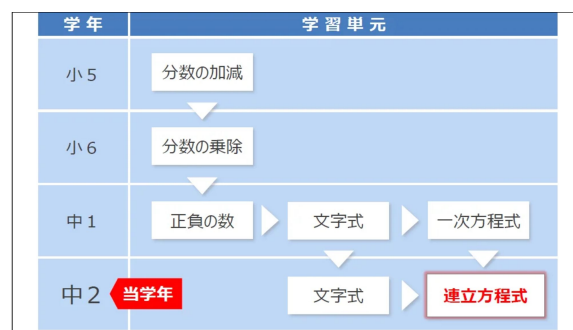 学年 学習単元
小5 分数の加減
小6 分数の乗除
中1 正負の数 文字式 一次方程式
中2 当学年 文字式 連立方程式